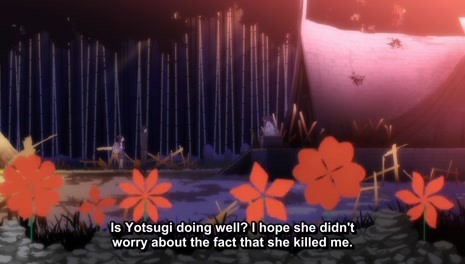 Is Yotsugi doing well? I hope she didn't
worry about the fact that she killed me.